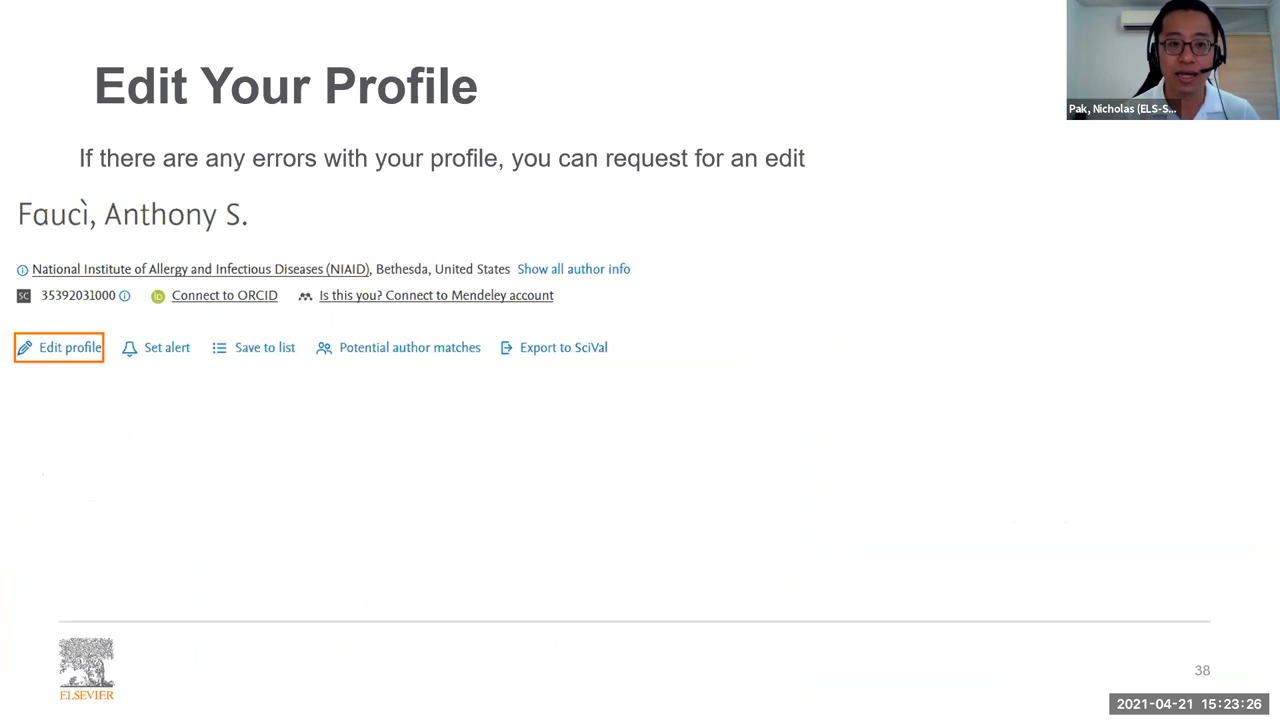 Edit Your Profile
Pak, Nicholas (ELS-S...
If there are any errors with your profile, you can request for an edit
Faucì, Anthony S.
National Institute of Allergy and Infectious Diseases (NIAID), Bethesda, United States Show all author info
SC 35392031000 iD Connect to ORCID Is this you? Connect to Mendeley account
Edit profile Set alert Save to list Potential author matches Export to SciVal
ELSEVIER
38
2021-04-21 15:23:26